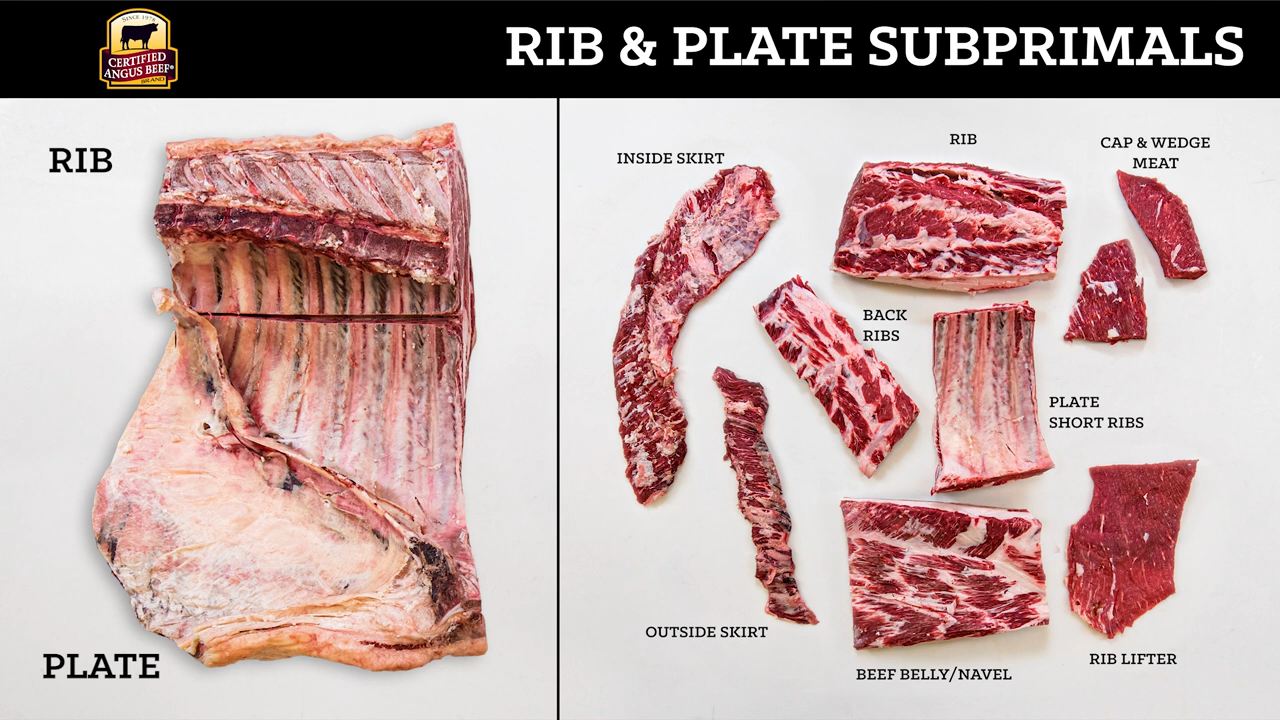 SINCE 1978
CERTIFIED
ANGUS BEEF®
BRAND
RIB & PLATE SUBPRIMALS
RIB
PLATE
INSIDE SKIRT
RIB
CAP & WEDGE
MEAT
BACK
RIBS
PLATE
SHORT RIBS
OUTSIDE SKIRT
BEEF BELLY/NAVEL
RIB LIFTER